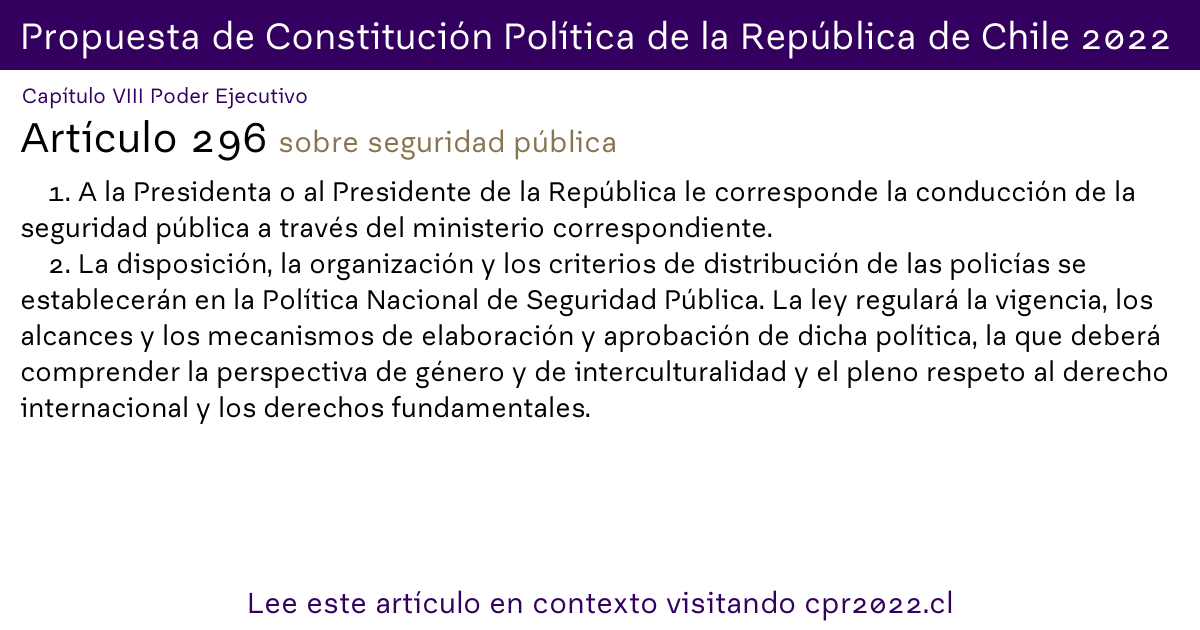 Propuesta de Constitución Política de la República de Chile 2022
Capítulo VIII Poder Ejecutivo
Artículo 296 sobre seguridad pública
1. A la Presidenta o al Presidente de la República le corresponde la conducción de la
seguridad pública a través del ministerio correspondiente.
2. La disposición, la organización y los criterios de distribución de las policías se
establecerán en la Política Nacional de Seguridad Pública. La ley regulará la vigencia, los
alcances y los mecanismos de elaboración y aprobación de dicha política, la que deberá
comprender la perspectiva de género y de interculturalidad y el pleno respeto al derecho
internacional y los derechos fundamentales.
Lee este artículo en contexto visitando cpr2022.cl